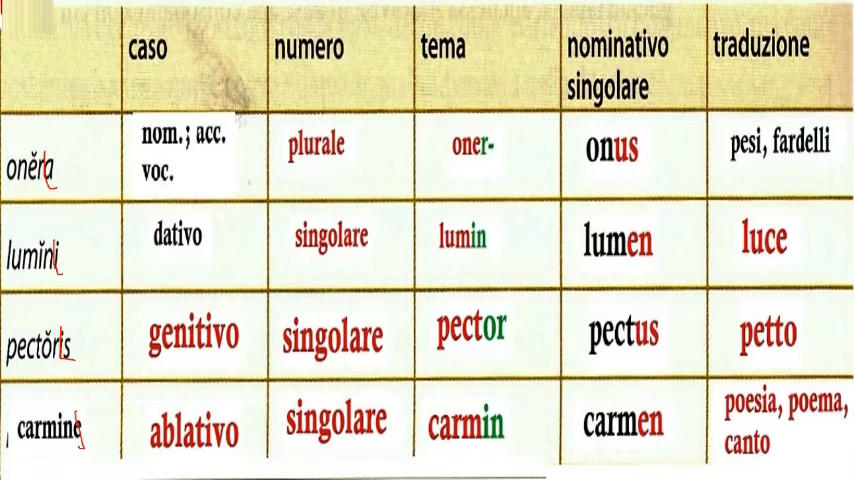 caso numero tema nominativo singolare traduzione
onĕra nom.; acc. voc. plurale oner- onus pesi, fardelli
lumĭni dativo singolare lumin lumen luce
pectŏris genitivo singolare pector pectus petto
carmine ablativo singolare carmin carmen poesia, poema, canto